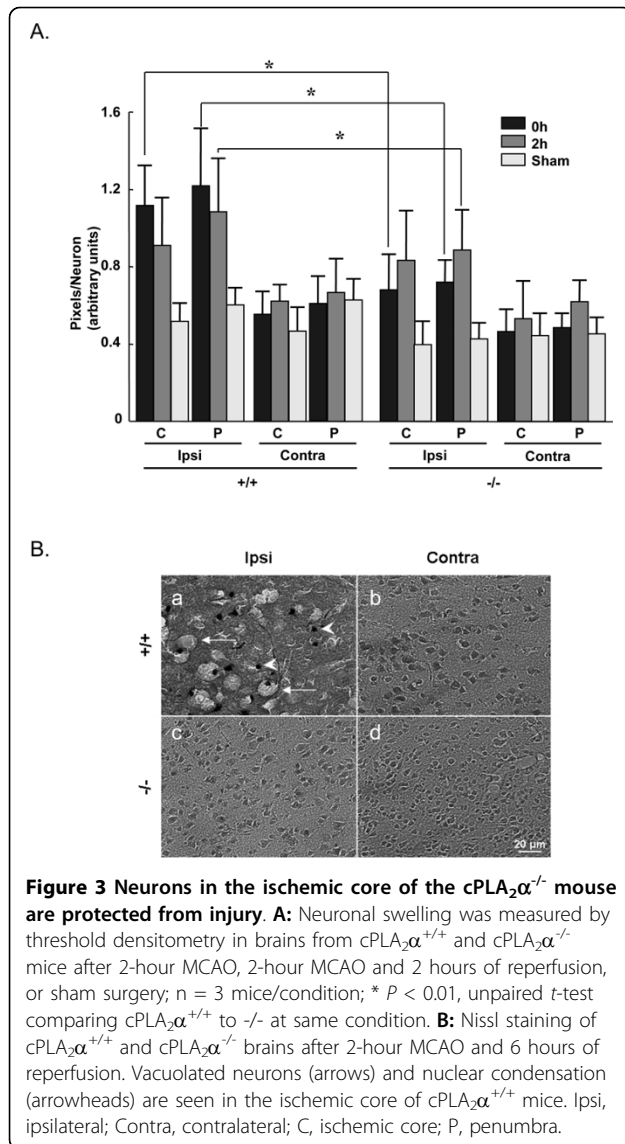 A.
*
*
*
1.6
1.2
0.8
0.4
0
Pixels/Neuron
(arbitrary units)
0h
2h
Sham
C P C P C P C P
Ipsi Contra Ipsi Contra
+/+ -/-
B.
Ipsi Contra
+/+
a b
-/-
c d
20 µm
Figure 3 Neurons in the ischemic core of the cPLA₂α⁻/⁻ mouse
are protected from injury. A: Neuronal swelling was measured by
threshold densitometry in brains from cPLA₂α⁺/⁺ and cPLA₂α⁻/⁻
mice after 2-hour MCAO, 2-hour MCAO and 2 hours of reperfusion,
or sham surgery; n = 3 mice/condition; * P < 0.01, unpaired t-test
comparing cPLA₂α⁺/⁺ to -/- at same condition. B: Nissl staining of
cPLA₂α⁺/⁺ and cPLA₂α⁻/⁻ brains after 2-hour MCAO and 6 hours of
reperfusion. Vacuolated neurons (arrows) and nuclear condensation
(arrowheads) are seen in the ischemic core of cPLA₂α⁺/⁺ mice. Ipsi,
ipsilateral; Contra, contralateral; C, ischemic core; P, penumbra.